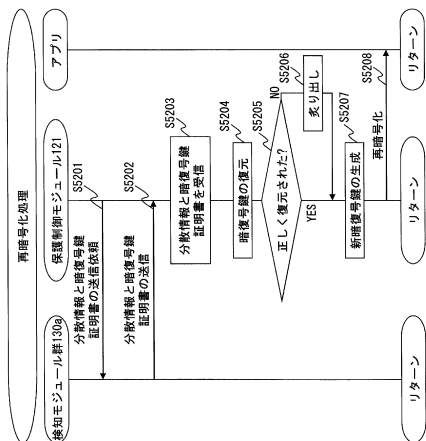 再暗号化処理
検知モジュール群130a
保護制御モジュール121
アプリ
S5201
分散情報と暗復号鍵
証明書の送信依頼
S5202
分散情報と暗復号鍵
証明書の送信
S5203
分散情報と暗復号鍵
証明書を受信
S5204
暗復号鍵の復元
S5205
正しく復元された?
NO
S5206
炙り出し
YES
S5207
新暗復号鍵の生成
S5208
再暗号化
リターン
リターン
リターン